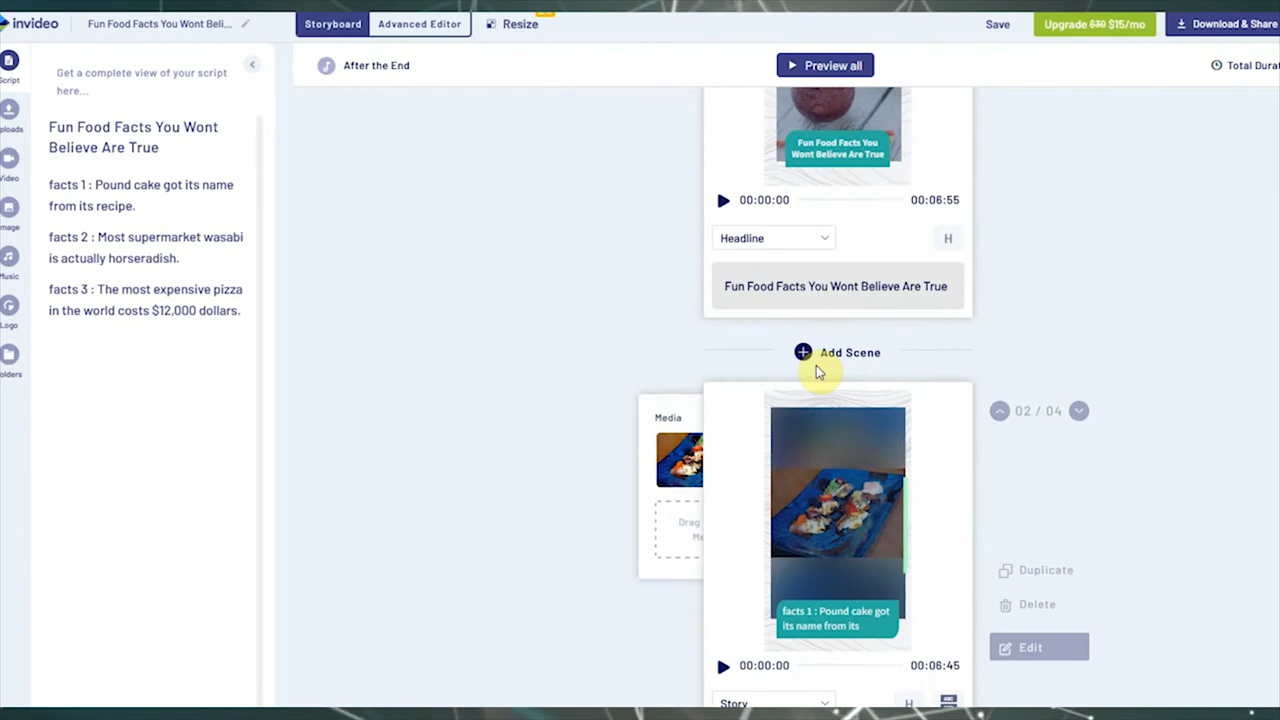 invideo
Fun Food Facts You Wont Beli...
Storyboard
Advanced Editor
Resize
Save
Upgrade $30 $15/mo
Download & Share
After the End
Preview all
Total Durat
Script
ploads
Video
mage
Music
Logo
olders
Get a complete view of your script
here...
Fun Food Facts You Wont
Believe Are True
facts 1 : Pound cake got its name
from its recipe.
facts 2 : Most supermarket wasabi
is actually horseradish.
facts 3 : The most expensive pizza
in the world costs $12,000 dollars.
Fun Food Facts You
Wont Believe Are True
00:00:00
00:06:55
Headline
H
Fun Food Facts You Wont Believe Are True
Add Scene
Media
Drag
Me
02 / 04
Duplicate
Delete
Edit
facts 1 : Pound cake got
its name from its
00:00:00
00:06:45
Story
H
ABC